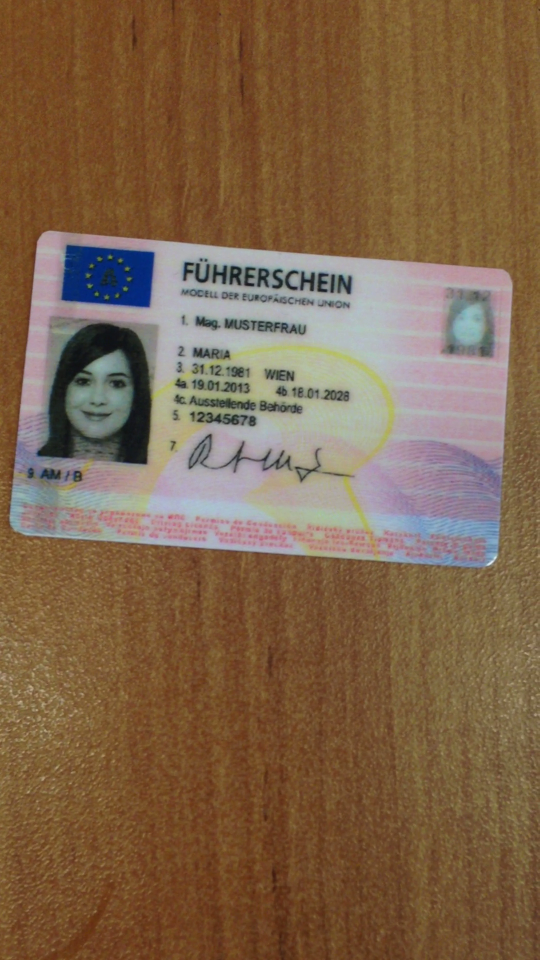 FÜHRERSCHEIN
MODELL DER EUROPÄISCHEN UNION
1. Mag. MUSTERFRAU
2. MARIA
3. 31.12.1981 WIEN
4a. 19.01.2013 4b. 18.01.2028
4c. Ausstellende Behörde
5. 12345678
7.
9. AM / B